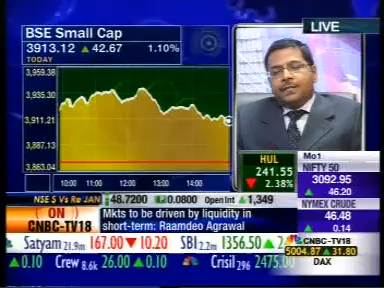 BSE Small Cap
3913.12 ▲ 42.67 1.10%
TODAY
LIVE
3,959.38
3,935.30
3,911.21
3,887.13
3,863.04
10:00 11:00 12:00 13:00 14:00
HUL
241.55
▼ 2.38%
Mo1
NIFTY 50
3092.95
▲ 46.20
NYMEX CRUDE
46.48
▲ 0.14
NSE $ Vs Re JAN 48.7200 0.0800 Open Int ▲ 1,349
ON
CNBC-TV18
Mkts to be driven by liquidity in
short-term: Raamdeo Agrawal
Satyam 21.9m 167.00 ▼ 10.20 SBI 2.2m 1356.50 ▲
CNBC-TV18
5004.87 ▲ 31.80
DAX
▲ 0.10 Crew 8.6k 26.00 ▲ 0.10 Crisil 296 2475.00